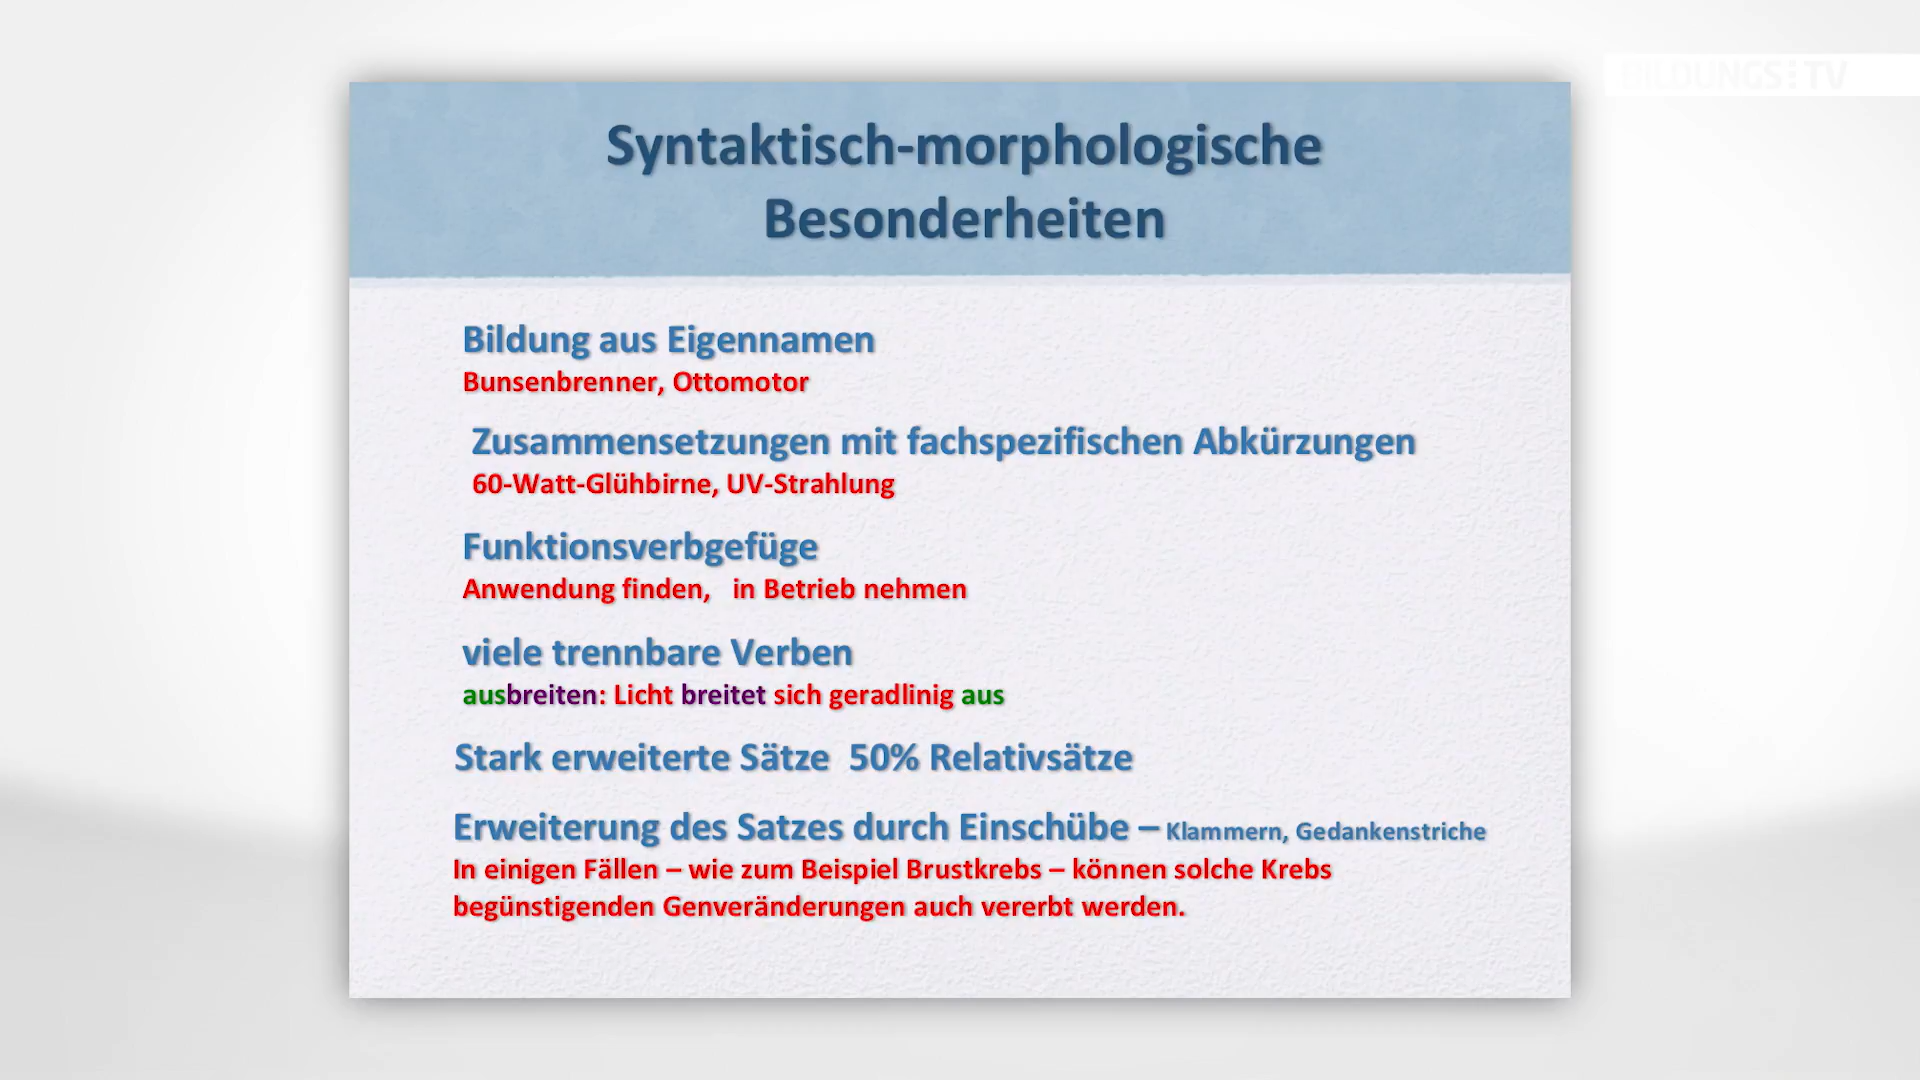 BILDUNGS TV
Syntaktisch-morphologische
Besonderheiten
Bildung aus Eigennamen
Bunsenbrenner, Ottomotor
Zusammensetzungen mit fachspezifischen Abkürzungen
60-Watt-Glühbirne, UV-Strahlung
Funktionsverbgefüge
Anwendung finden, in Betrieb nehmen
viele trennbare Verben
ausbreiten: Licht breitet sich geradlinig aus
Stark erweiterte Sätze 50% Relativsätze
Erweiterung des Satzes durch Einschübe – Klammern, Gedankenstriche
In einigen Fällen – wie zum Beispiel Brustkrebs – können solche Krebs
begünstigenden Genveränderungen auch vererbt werden.